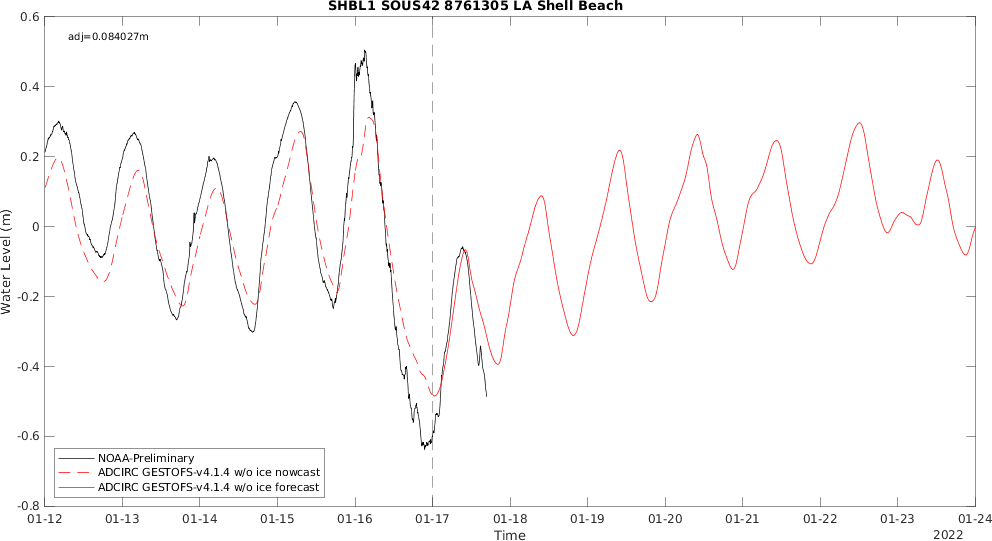 SHBL1 SOUS42 8761305 LA Shell Beach
adj=0.084027m
0.6
0.4
0.2
0
-0.2
-0.4
-0.6
-0.8
Water Level (m)
NOAA-Preliminary
ADCIRC GESTOFS-v4.1.4 w/o ice nowcast
ADCIRC GESTOFS-v4.1.4 w/o ice forecast
01-12 01-13 01-14 01-15 01-16 01-17 01-18 01-19 01-20 01-21 01-22 01-23 01-24
Time
2022